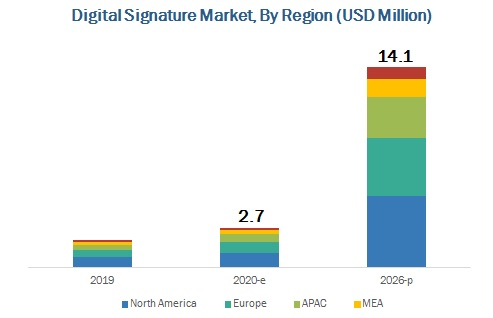 Digital Signature Market, By Region (USD Million)
14.1
2.7
2019 2020-e 2026-p
North America Europe APAC MEA